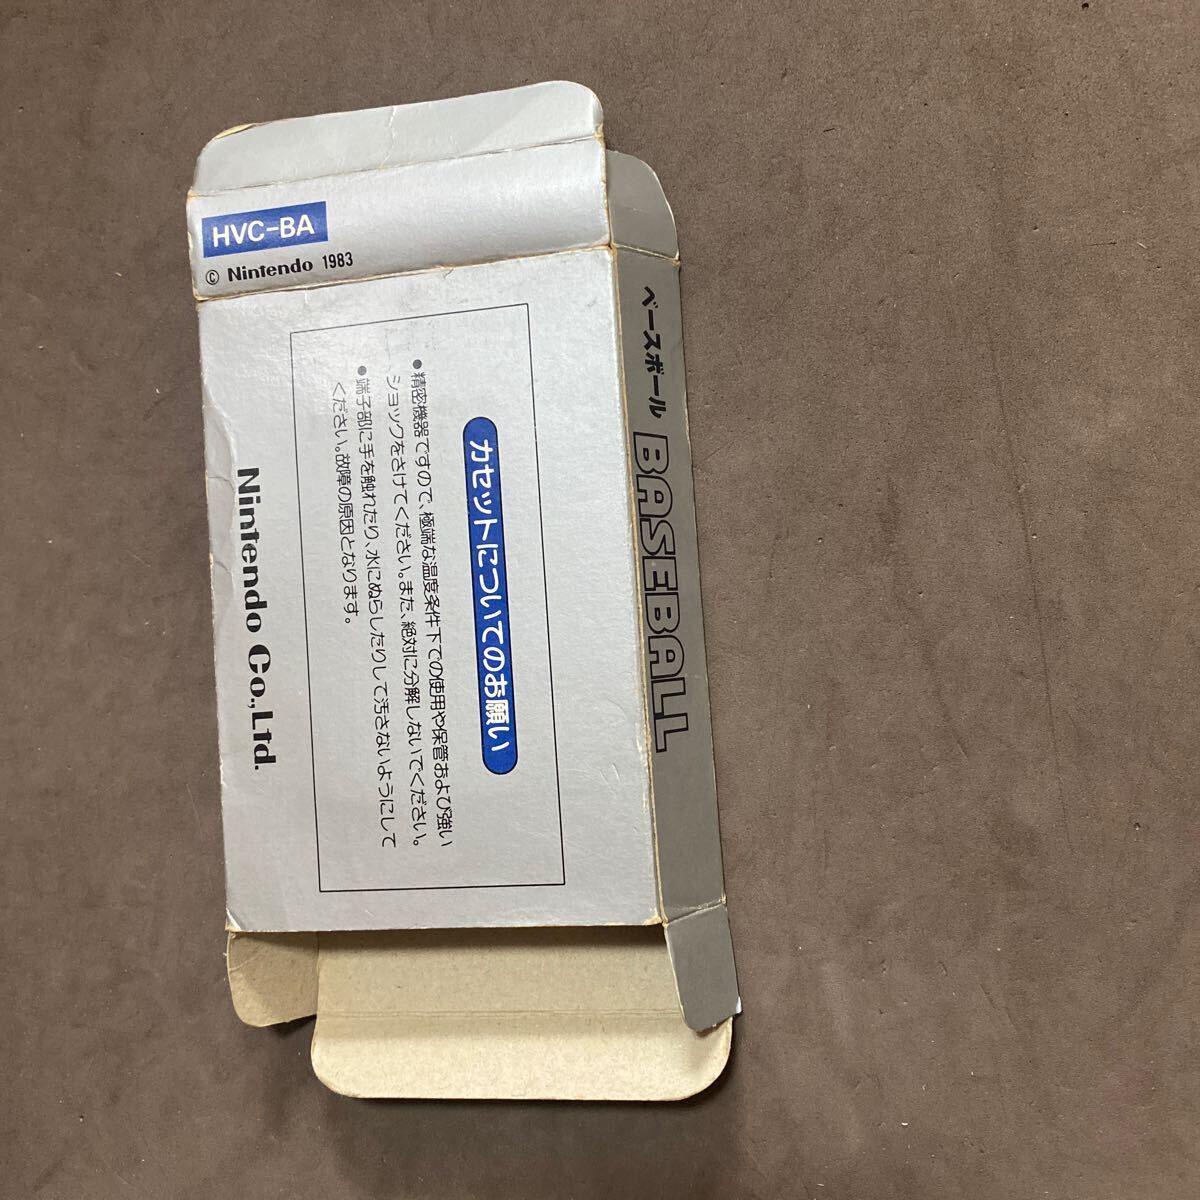 HVC-BA
© Nintendo 1983
ベースボール BASEBALL
カセットについてのお願い
●精密機器ですので、極端な温度条件下での使用や保管および強い
ショックをさけてください。また、絶対に分解しないでください。
●端子部に手を触れたり、水にぬらしたりして汚さないようにして
ください。故障の原因となります。
Nintendo Co.,Ltd.